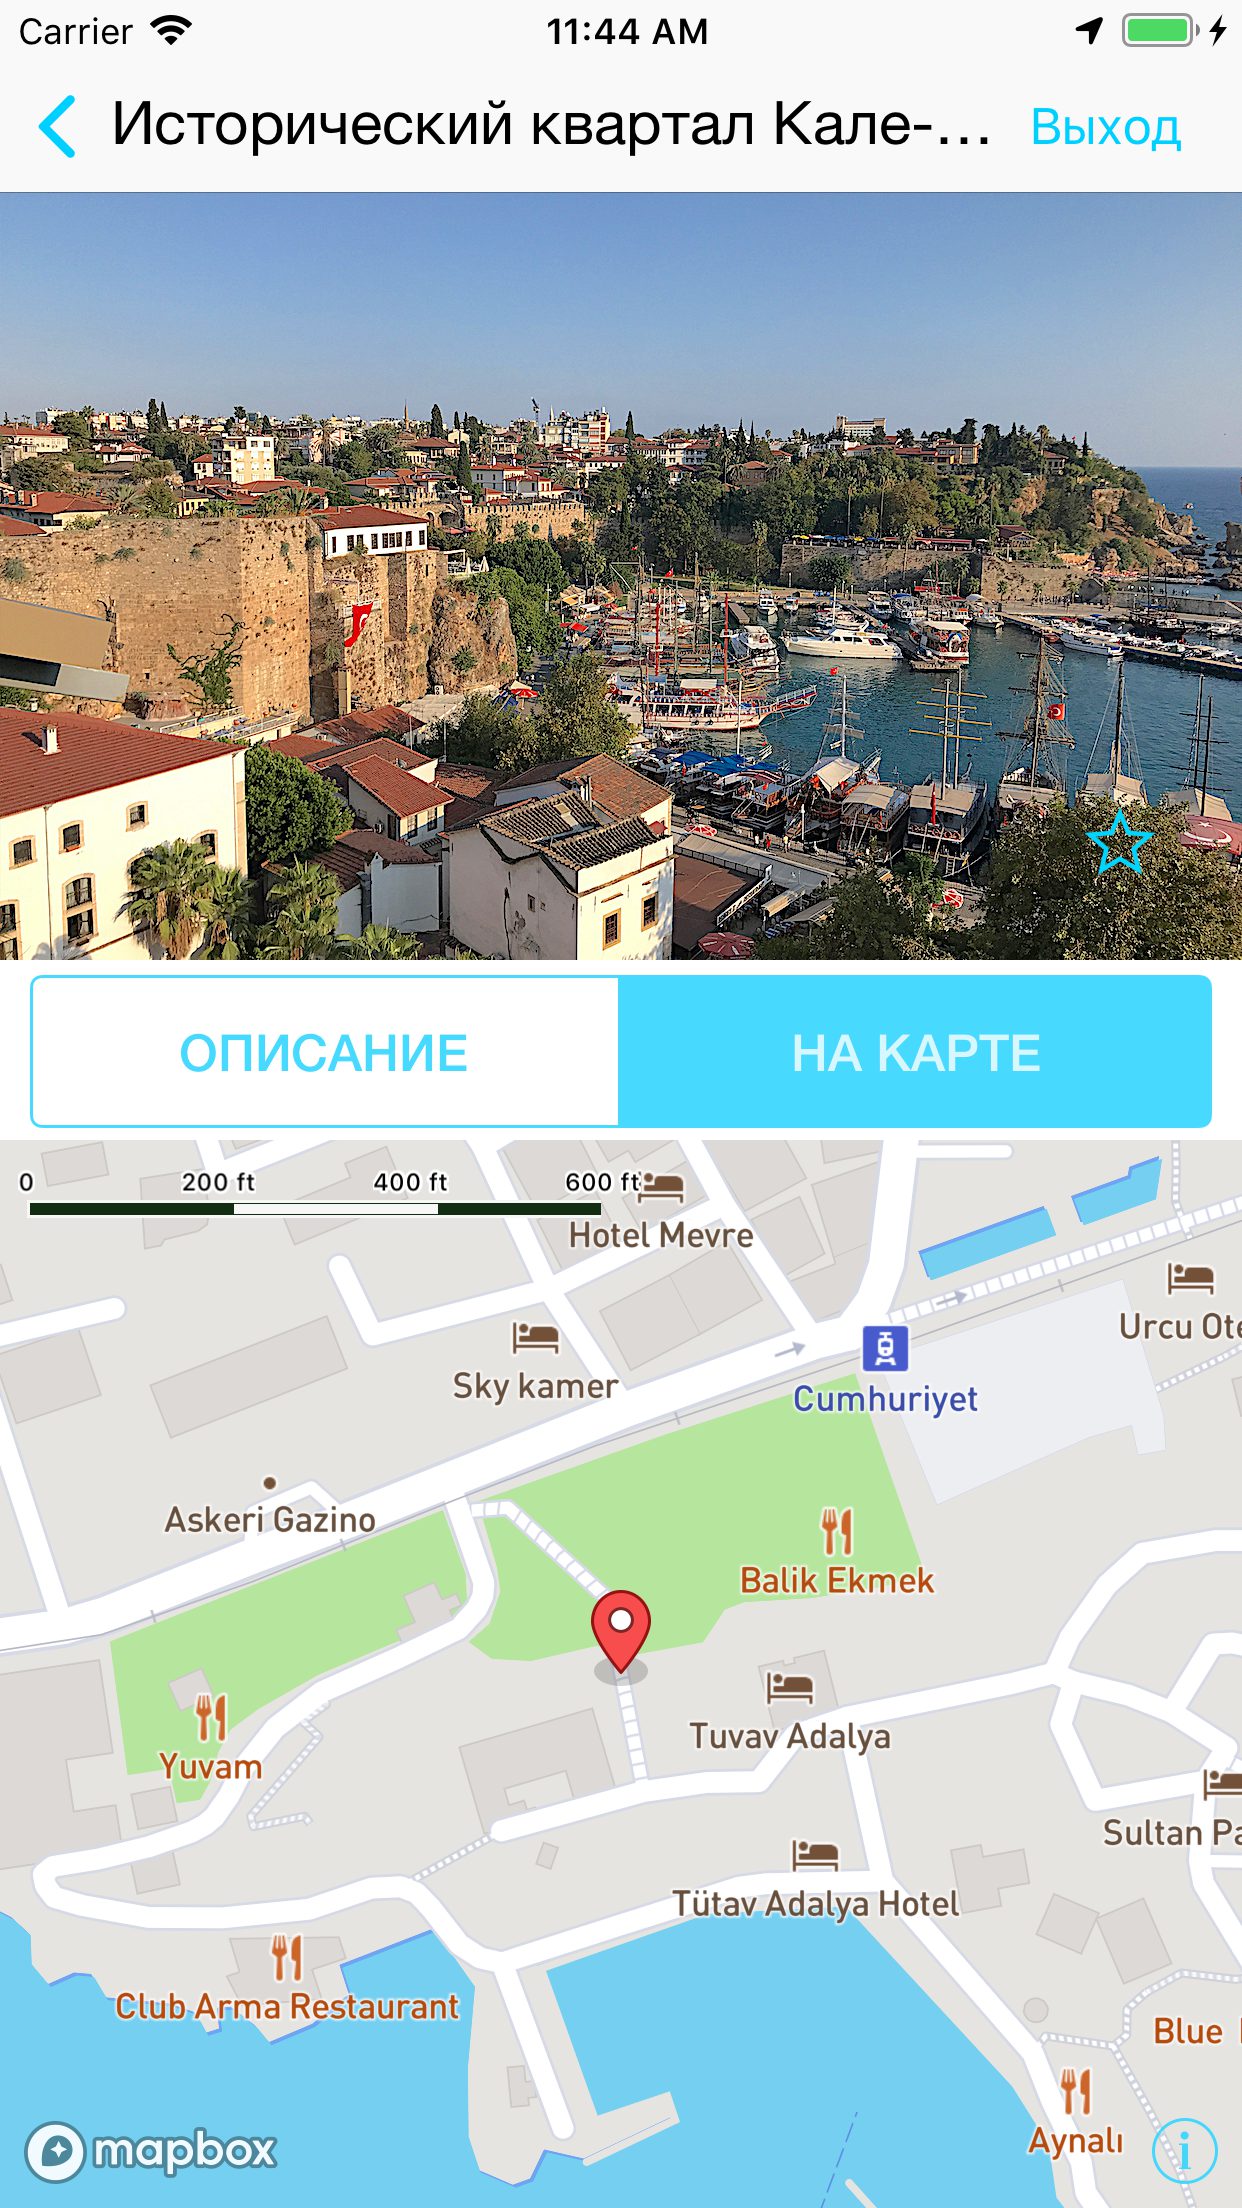 Carrier
11:44 AM
Исторический квартал Кале-...
Выход
ОПИСАНИЕ
НА КАРТЕ
0 200 ft 400 ft 600 ft
Hotel Mevre
Urcu Ote
Sky kamer
Cumhuriyet
Askeri Gazino
Balik Ekmek
Tuvav Adalya
Yuvam
Sultan Pa
Tütav Adalya Hotel
Club Arma Restaurant
Blue
Aynalı
mapbox
i